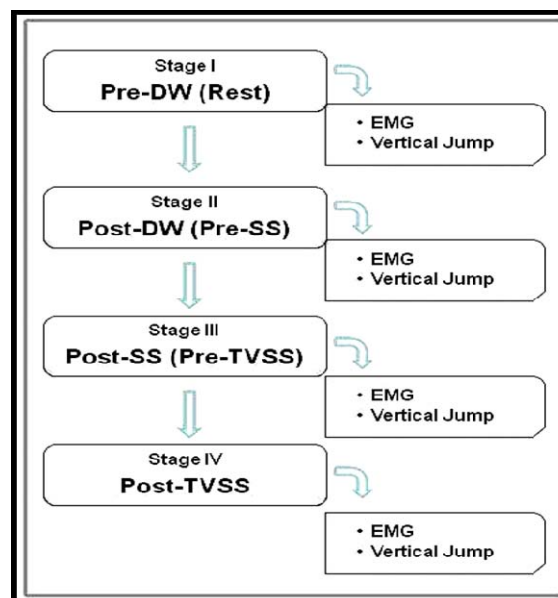 Stage I
Pre-DW (Rest)
• EMG
• Vertical Jump
Stage II
Post-DW (Pre-SS)
• EMG
• Vertical Jump
Stage III
Post-SS (Pre-TVSS)
• EMG
• Vertical Jump
Stage IV
Post-TVSS
• EMG
• Vertical Jump